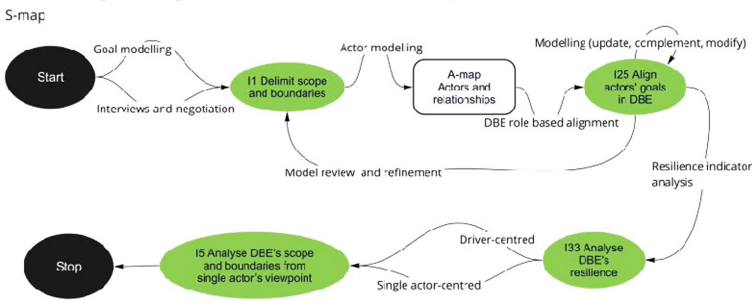 S-map
Goal modelling
Start
Interviews and negotiation
I1 Delimit scope
and boundaries
Actor modelling
A-map
Actors and
relationships
DBE role based alignment
Modelling (update, complement, modify)
I25 Align
actors' goals
in DBE
Model review and refinement
Resilience indicator
analysis
I33 Analyse
DBE's
resilience
Driver-centred
Single actor-centred
I5 Analyse DBE's scope
and boundaries from
single actor's viewpoint
Stop